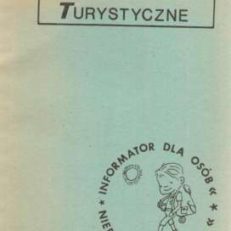 TURYSTYCZNE
* INFORMATOR DLA OSÓB « * »